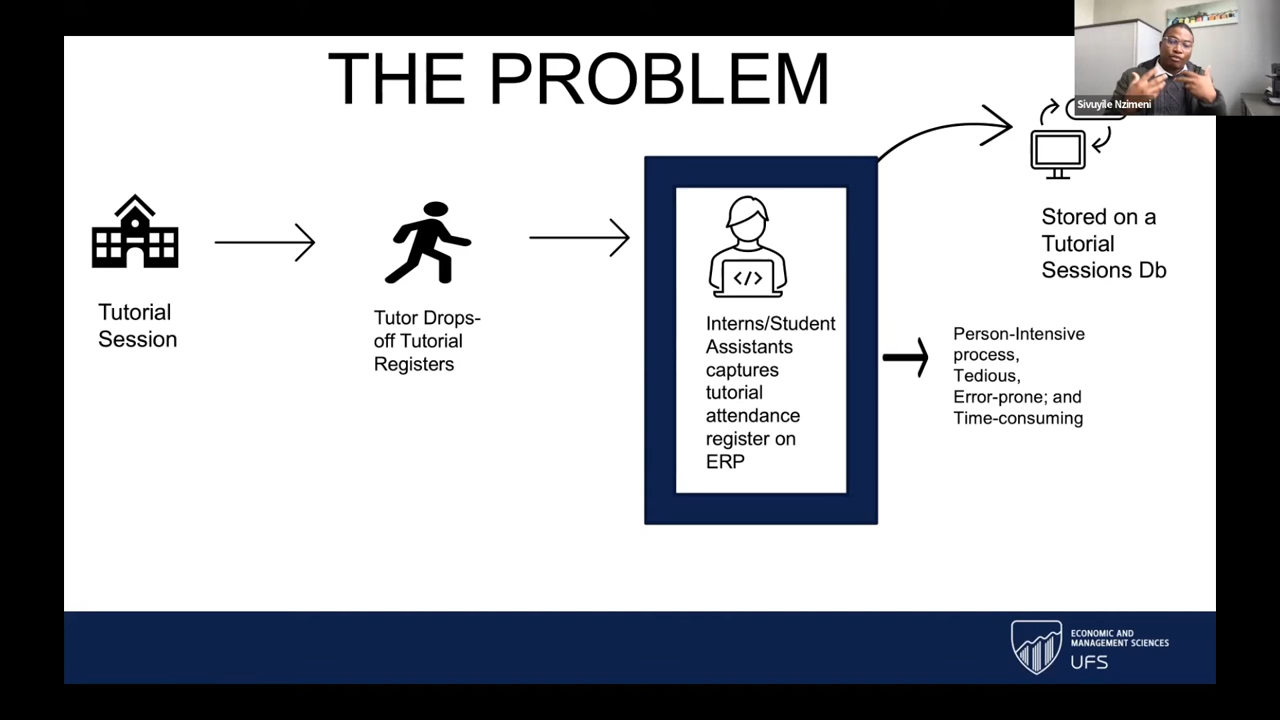 THE PROBLEM
Sivuyile Nzimeni
Tutorial
Session
Tutor Drops-
off Tutorial
Registers
</>
Interns/Student
Assistants
captures
tutorial
attendance
register on
ERP
Stored on a
Tutorial
Sessions Db
Person-Intensive
process,
Tedious,
Error-prone; and
Time-consuming
ECONOMIC AND
MANAGEMENT SCIENCES
UFS